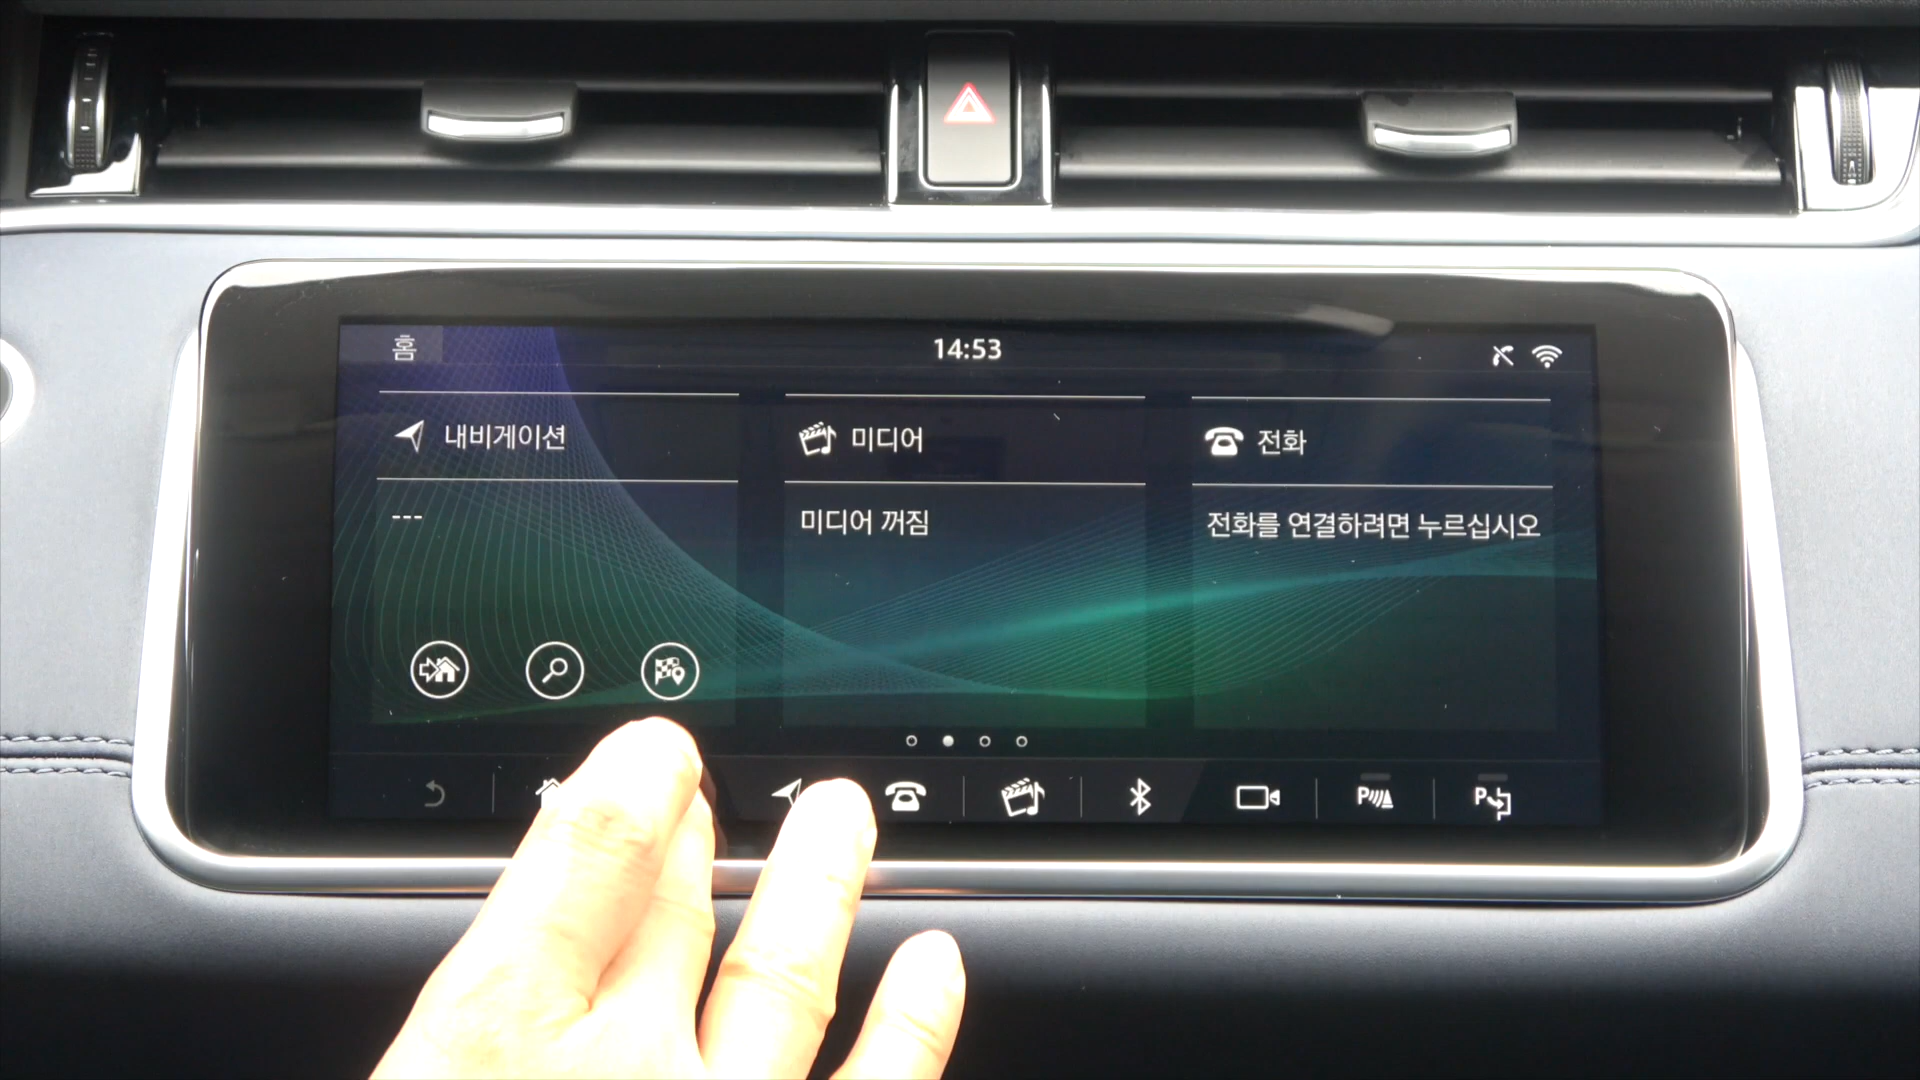 홈
14:53
내비게이션
미디어
전화
---
미디어 꺼짐
전화를 연결하려면 누르십시오
P
P